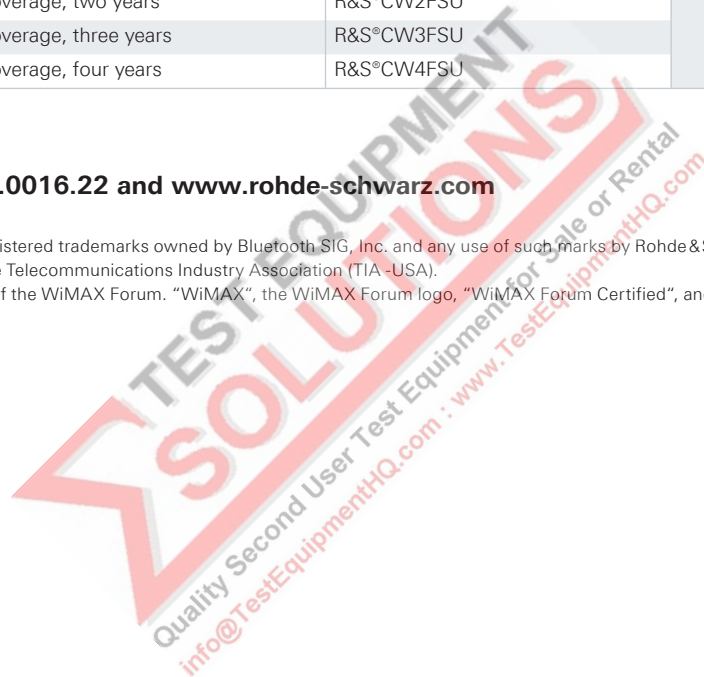 overage, two years R&S®CW2FSU
overage, three years R&S®CW3FSU
overage, four years R&S®CW4FSU
.0016.22 and www.rohde-schwarz.com
istered trademarks owned by Bluetooth SIG, Inc. and any use of such marks by Rohde & S
e Telecommunications Industry Association (TIA -USA).
f the WiMAX Forum. “WiMAX“, the WiMAX Forum logo, “WiMAX Forum Certified“, and
TEST EQUIPMENT
SOLUTIONS
Quality Second User Test Equipment for Sale or Rental
info@TestEquipmentHQ.com : www.TestEquipmentHQ.com